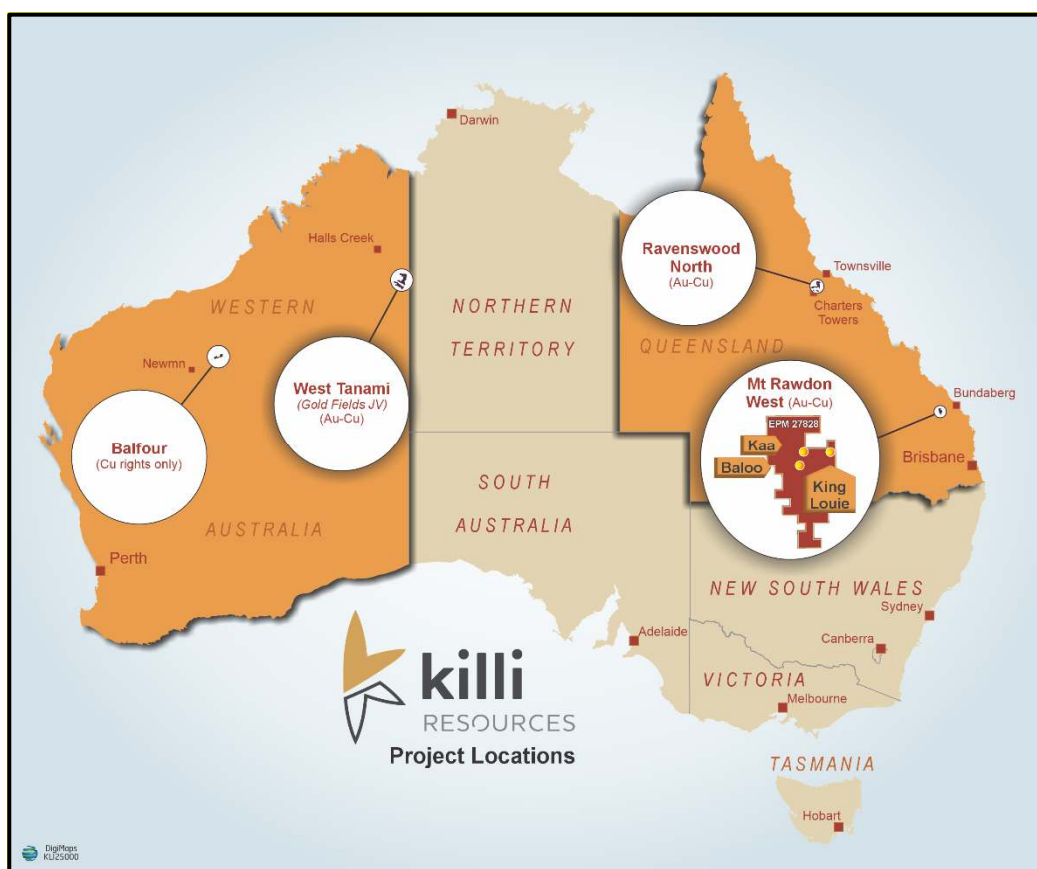 Darwin
Halls Creek
WESTERN
NORTHERN
TERRITORY
Ravenswood
North
(Au-Cu)
Townsville
Charters
Towers
QUEENSLAND
Newmn
West Tanami
(Gold Fields JV)
(Au-Cu)
Mt Rawdon
West (Au-Cu)
EPM 27828
Kaa
Baloo
King
Louie
Bundaberg
Brisbane
Balfour
(Cu rights only)
SOUTH
AUSTRALIA
AUSTRALIA
Perth
NEW SOUTH WALES
Sydney
Adelaide
Canberra
VICTORIA
Melbourne
killi
RESOURCES
Project Locations
TASMANIA
Hobart
DigiMaps
KLI25000